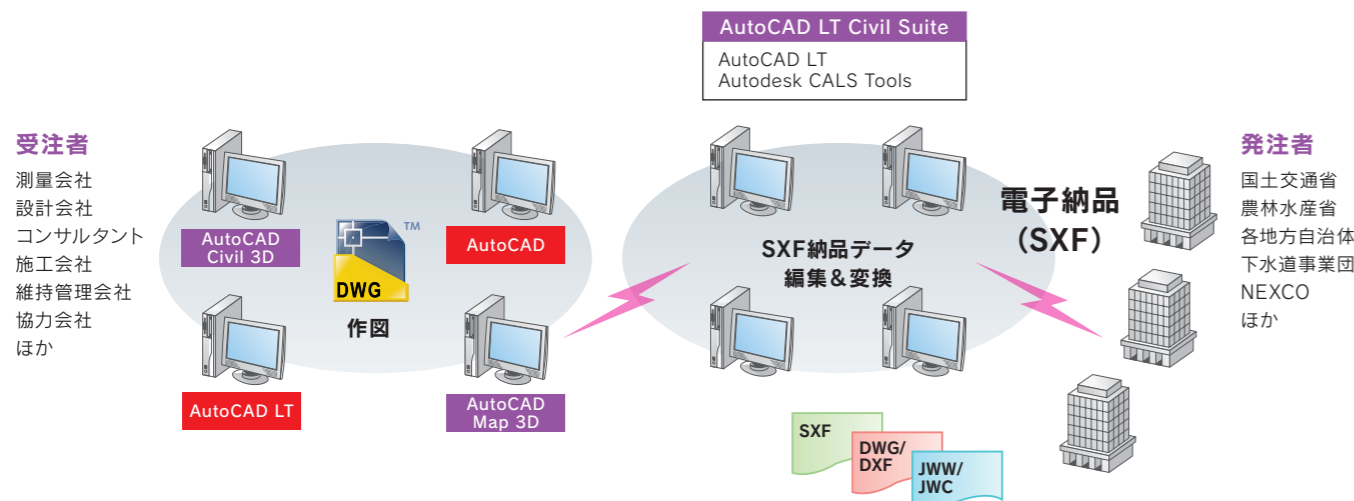 AutoCAD LT Civil Suite
AutoCAD LT
Autodesk CALS Tools
受注者
測量会社
設計会社
コンサルタント
施工会社
維持管理会社
協力会社
ほか
AutoCAD
Civil 3D
TM
DWG
作図
AutoCAD
AutoCAD LT
AutoCAD
Map 3D
SXF納品データ
編集&変換
電子納品
(SXF)
発注者
国土交通省
農林水産省
各地方自治体
下水道事業団
NEXCO
ほか
SXF
DWG/
DXF
JWW/
JWC